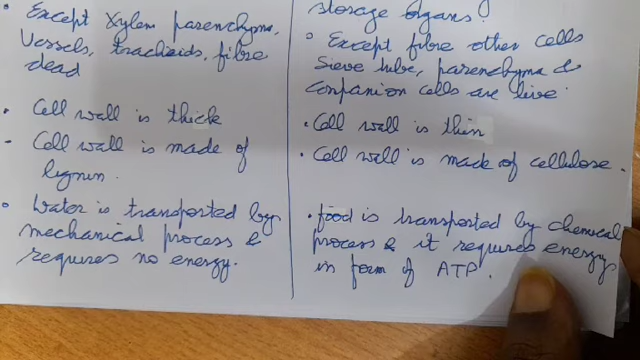 • Except Xylem parenchyma,
Vessels, tracheids, fibre
dead
• Cell wall is thick
- Cell wall is made of
lignin.
• Water is transported by
mechanical process &
requires no energy.
storage organs.
• Except fibre other cells
Sieve tube, parenchyma &
Companion cells are live.
• Cell wall is thin
• Cell wall is made of cellulose.
• food is transported by chemical
process & it requires energy
in form of ATP.